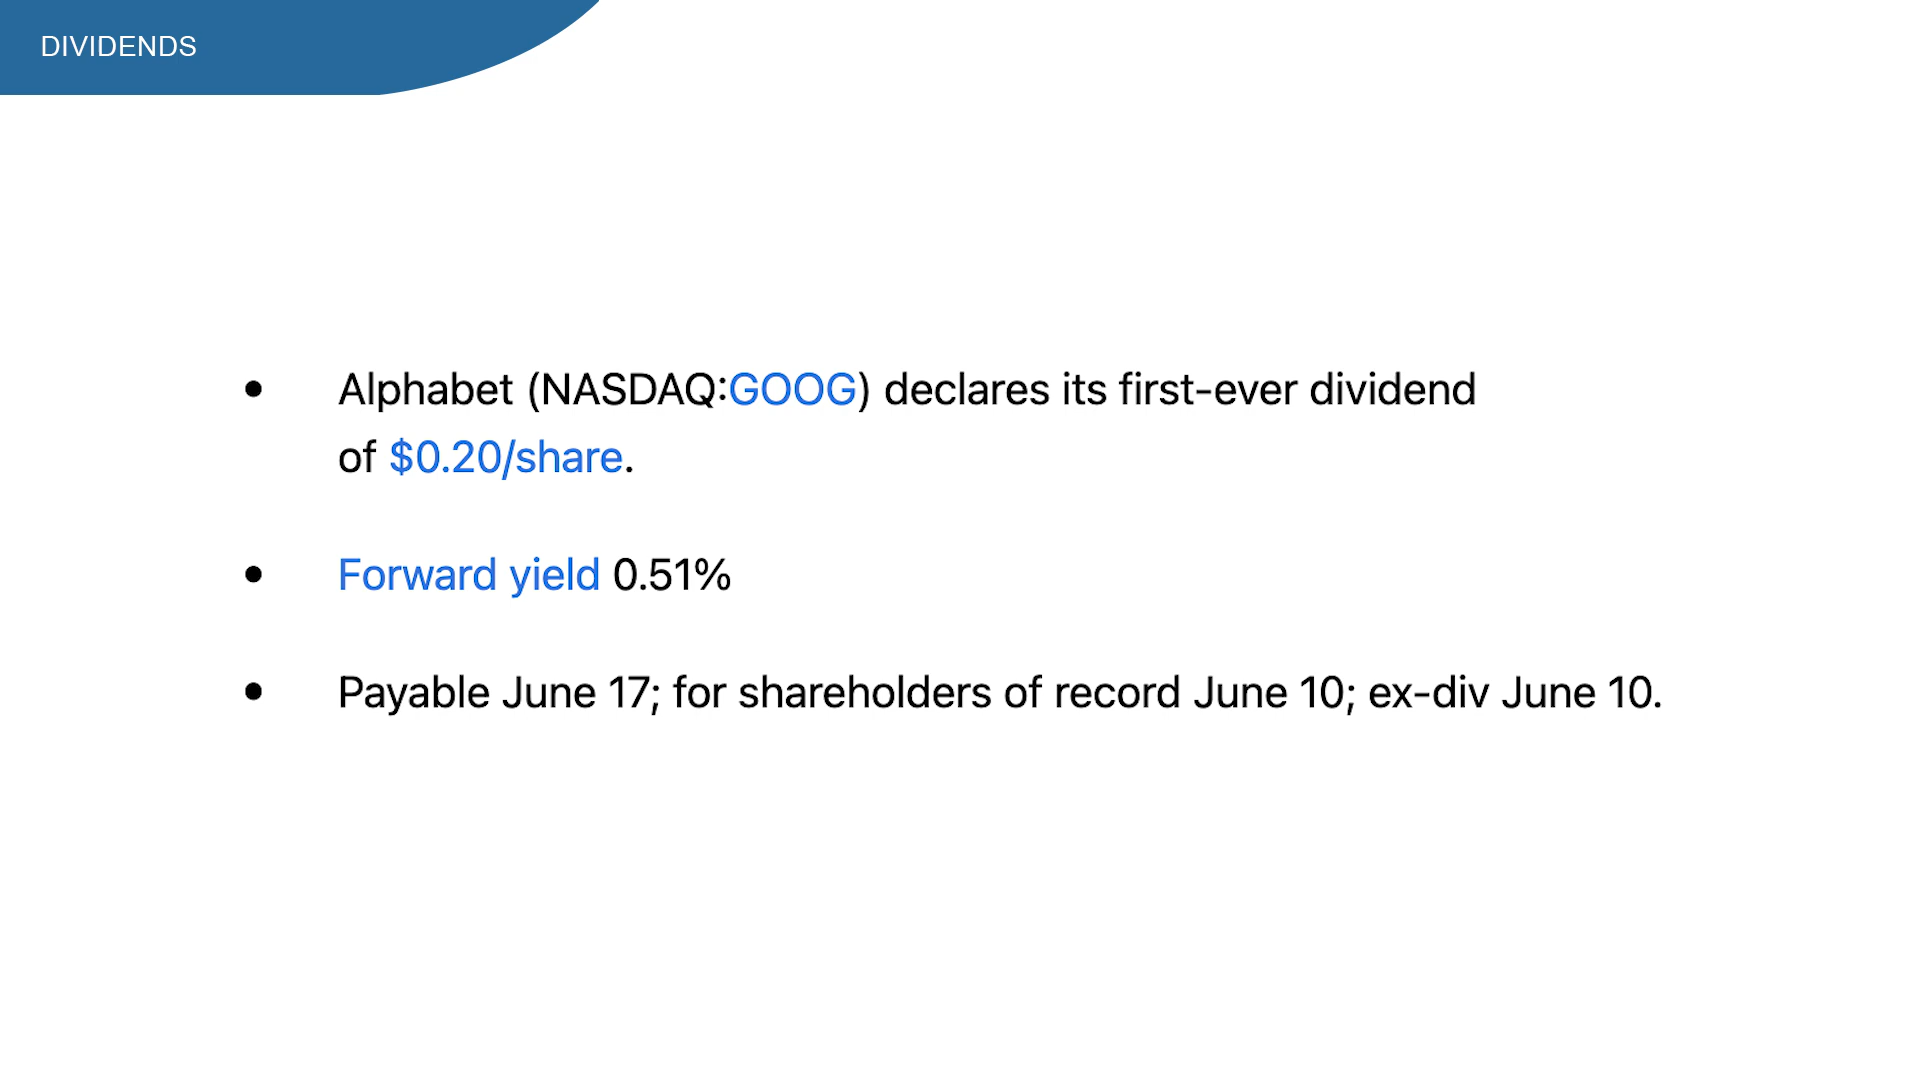 DIVIDENDS
• Alphabet (NASDAQ:GOOG) declares its first-ever dividend
of $0.20/share.
• Forward yield 0.51%
• Payable June 17; for shareholders of record June 10; ex-div June 10.